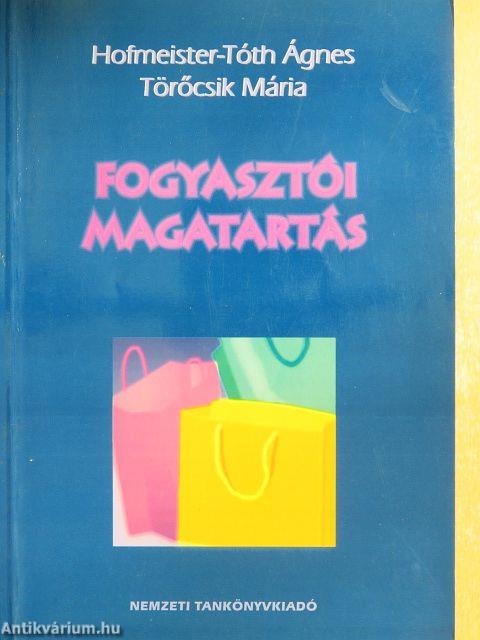 Hofmeister-Tóth Ágnes
Törőcsik Mária
FOGYASZTÓI
MAGATARTÁS
NEMZETI TANKÖNYVKIADÓ
Antikvárium.hu